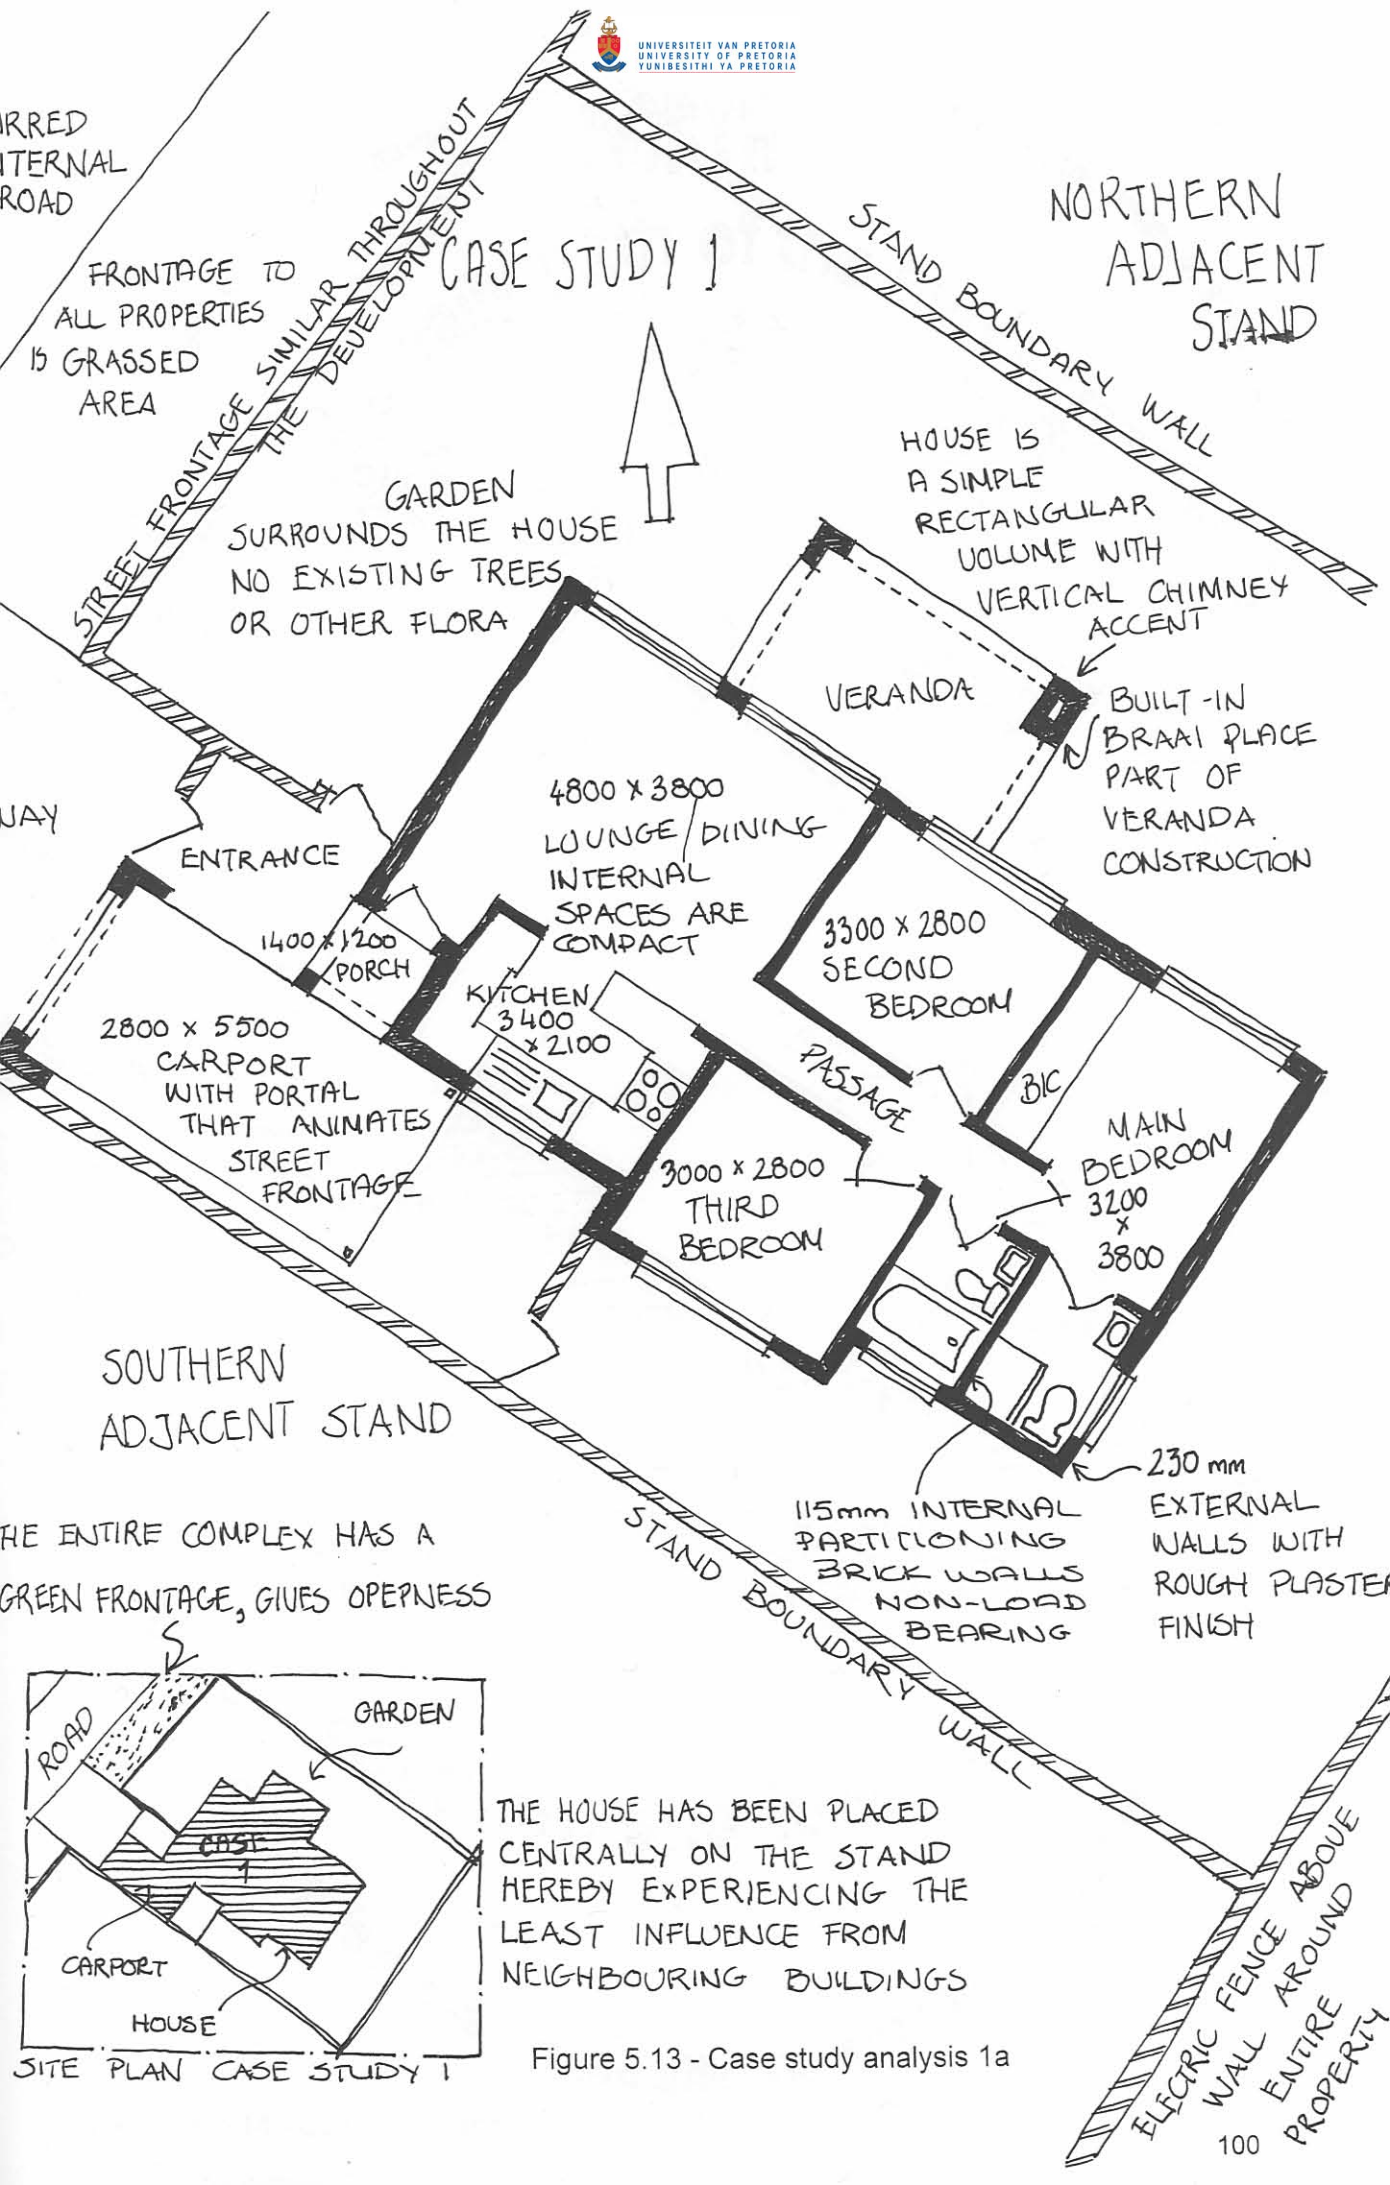 UNIVERSITEIT VAN PRETORIA
UNIVERSITY OF PRETORIA
YUNIBESITHI YA PRETORIA
IRRED
ITERNAL
ROAD
FRONTAGE TO
ALL PROPERTIES
IS GRASSED
AREA
STREET FRONTAGE SIMILAR THROUGHOUT
THE DEVELOPMENT
CASE STUDY 1
STAND BOUNDARY WALL
NORTHERN
ADJACENT
STAND
GARDEN
SURROUNDS THE HOUSE
NO EXISTING TREES
OR OTHER FLORA
HOUSE IS
A SIMPLE
RECTANGULAR
VOLUME WITH
VERTICAL CHIMNEY
ACCENT
VERANDA
BUILT-IN
BRAAI PLACE
PART OF
VERANDA
CONSTRUCTION
WAY
ENTRANCE
4800 X 3800
LOUNGE/DINING
INTERNAL
SPACES ARE
COMPACT
1400 X 1200
PORCH
KITCHEN
3400
X 2100
3300 X 2800
SECOND
BEDROOM
PASSAGE
BIC
MAIN
BEDROOM
3200
X
3800
2800 X 5500
CARPORT
WITH PORTAL
THAT ANIMATES
STREET
FRONTAGE
3000 X 2800
THIRD
BEDROOM
SOUTHERN
ADJACENT STAND
STAND BOUNDARY WALL
115mm INTERNAL
PARTITIONING
BRICK WALLS
NON-LOAD
BEARING
230 mm
EXTERNAL
WALLS WITH
ROUGH PLASTER
FINISH
HE ENTIRE COMPLEX HAS A
GREEN FRONTAGE, GIVES OPEPNESS
ROAD
GARDEN
CASE
1
CARPORT
HOUSE
SITE PLAN CASE STUDY 1
THE HOUSE HAS BEEN PLACED
CENTRALLY ON THE STAND
HEREBY EXPERIENCING THE
LEAST INFLUENCE FROM
NEIGHBOURING BUILDINGS
ELECTRIC FENCE ABOVE
WALL AROUND
ENTIRE
PROPERTY
Figure 5.13 - Case study analysis 1a
100